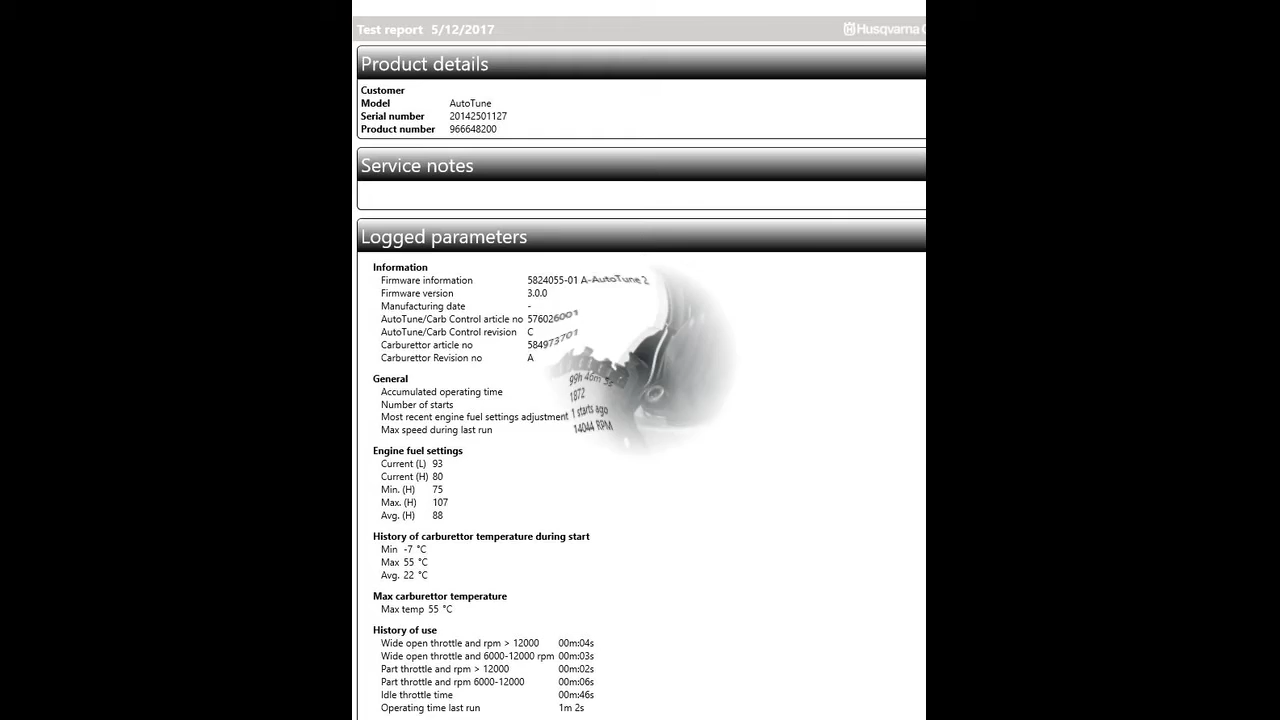 Test report 5/12/2017
Husqvarna
Product details
Customer
Model AutoTune
Serial number 20142501127
Product number 966648200
Service notes
Logged parameters
Information
Firmware information 5824055-01 A-AutoTune 2
Firmware version 3.0.0
Manufacturing date -
AutoTune/Carb Control article no 576026001
AutoTune/Carb Control revision C
Carburettor article no 584973701
Carburettor Revision no A
General
Accumulated operating time 99h 46m 5s
Number of starts 1872
Most recent engine fuel settings adjustment 1 starts ago
Max speed during last run 14044 RPM
Engine fuel settings
Current (L) 93
Current (H) 80
Min. (H) 75
Max. (H) 107
Avg. (H) 88
History of carburettor temperature during start
Min -7 °C
Max 55 °C
Avg. 22 °C
Max carburettor temperature
Max temp 55 °C
History of use
Wide open throttle and rpm > 12000 00m:04s
Wide open throttle and 6000-12000 rpm 00m:03s
Part throttle and rpm > 12000 00m:02s
Part throttle and rpm 6000-12000 00m:06s
Idle throttle time 00m:46s
Operating time last run 1m 2s